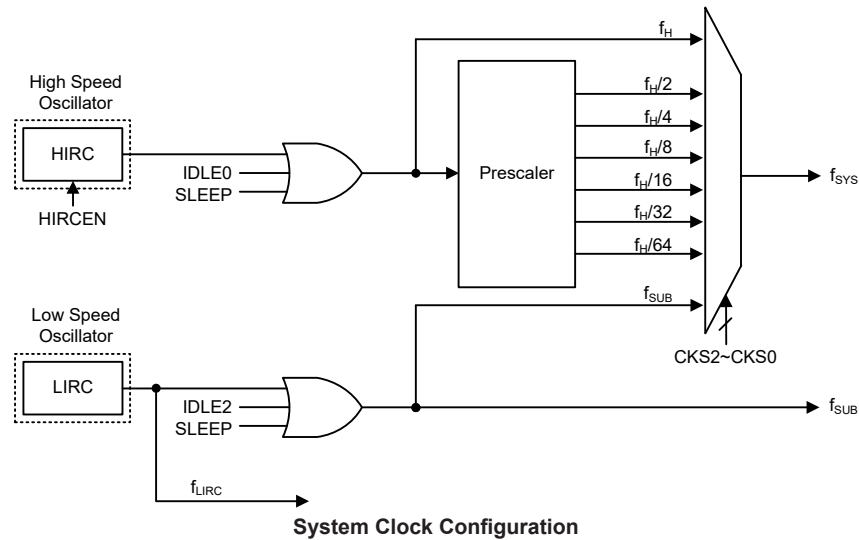 f_H
High Speed
Oscillator
HIRC
HIRCEN
IDLE0
SLEEP
Prescaler
f_H/2
f_H/4
f_H/8
f_H/16
f_H/32
f_H/64
f_SYS
f_SUB
CKS2~CKS0
Low Speed
Oscillator
LIRC
IDLE2
SLEEP
f_SUB
f_LIRC
System Clock Configuration